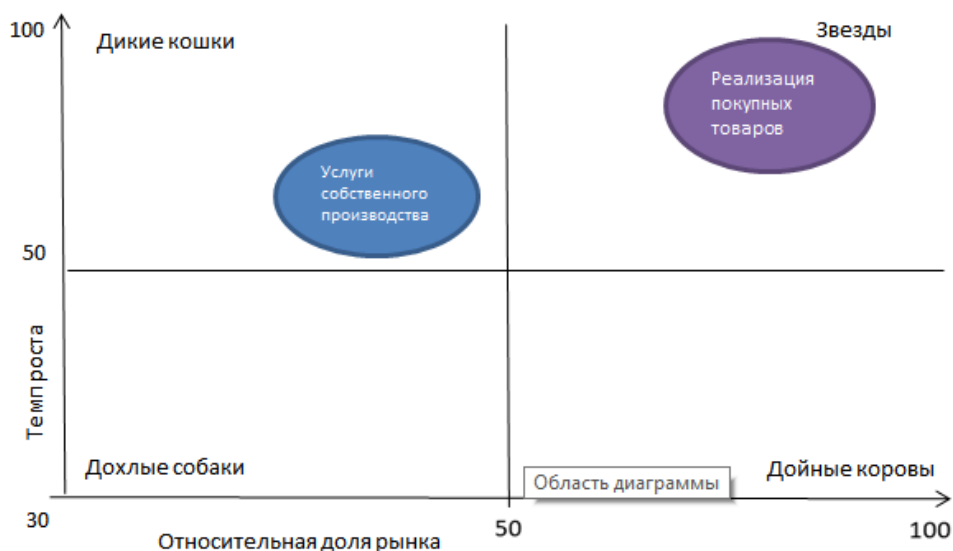 100
Дикие кошки
Звезды
Реализация
покупных
товаров
Услуги
собственного
производства
50
Темп роста
Дохлые собаки
Область диаграммы
Дойные коровы
30
50
100
Относительная доля рынка